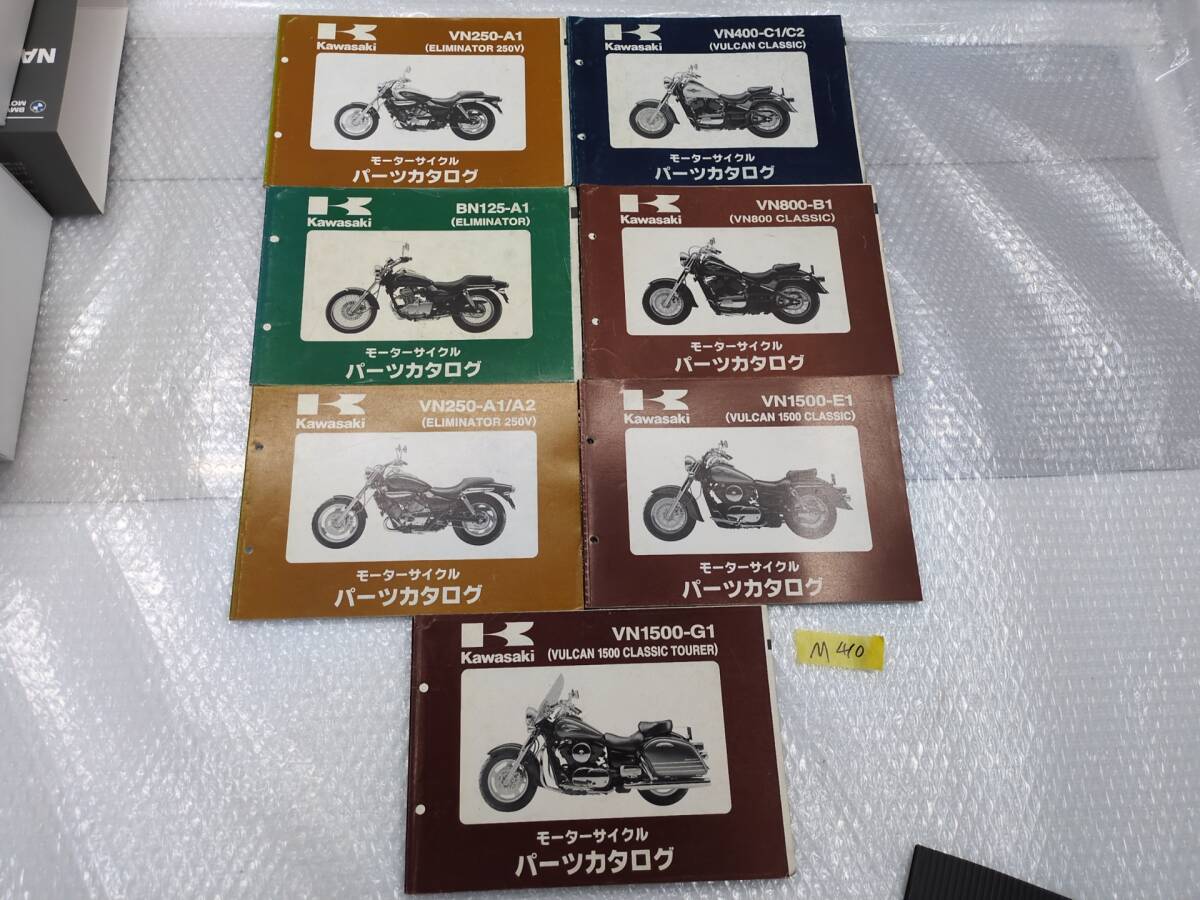 Kawasaki
VN250-A1
(ELIMINATOR 250V)
モーターサイクル
パーツカタログ
Kawasaki
VN400-C1/C2
(VULCAN CLASSIC)
モーターサイクル
パーツカタログ
Kawasaki
BN125-A1
(ELIMINATOR)
モーターサイクル
パーツカタログ
Kawasaki
VN800-B1
(VN800 CLASSIC)
モーターサイクル
パーツカタログ
Kawasaki
VN250-A1/A2
(ELIMINATOR 250V)
モーターサイクル
パーツカタログ
Kawasaki
VN1500-E1
(VULCAN 1500 CLASSIC)
モーターサイクル
パーツカタログ
Kawasaki
VN1500-G1
(VULCAN 1500 CLASSIC TOURER)
モーターサイクル
パーツカタログ
M 410
NA
BMW
MO